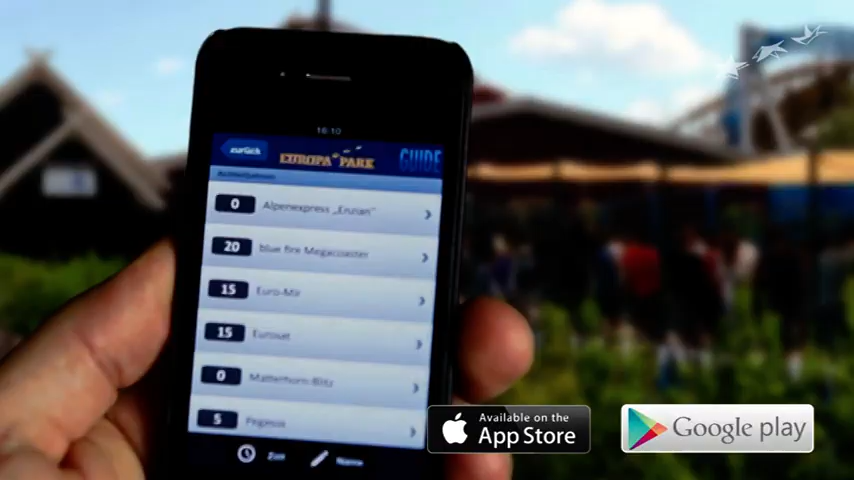 16:10
zurück
EUROPA PARK
GUIDE
Achterbahnen
0 Alpenexpress „Enzian"
20 blue fire Megacoaster
15 Euro-Mir
15 Eurosat
0 Matterhorn-Blitz
5 Pegasus
Zeit
Name
Available on the
App Store
Google play